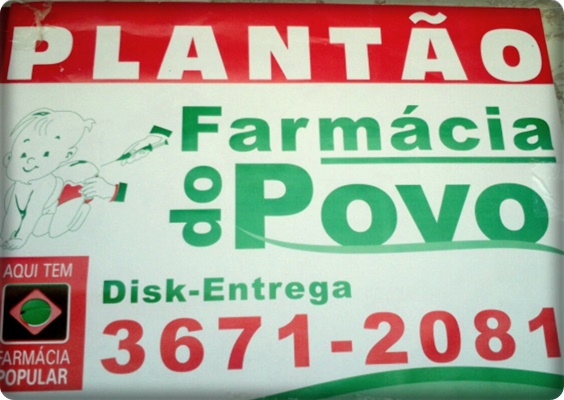 PLANTÃO
Farmácia
do Povo
Disk-Entrega
3671-2081
AQUI TEM
FARMÁCIA
POPULAR